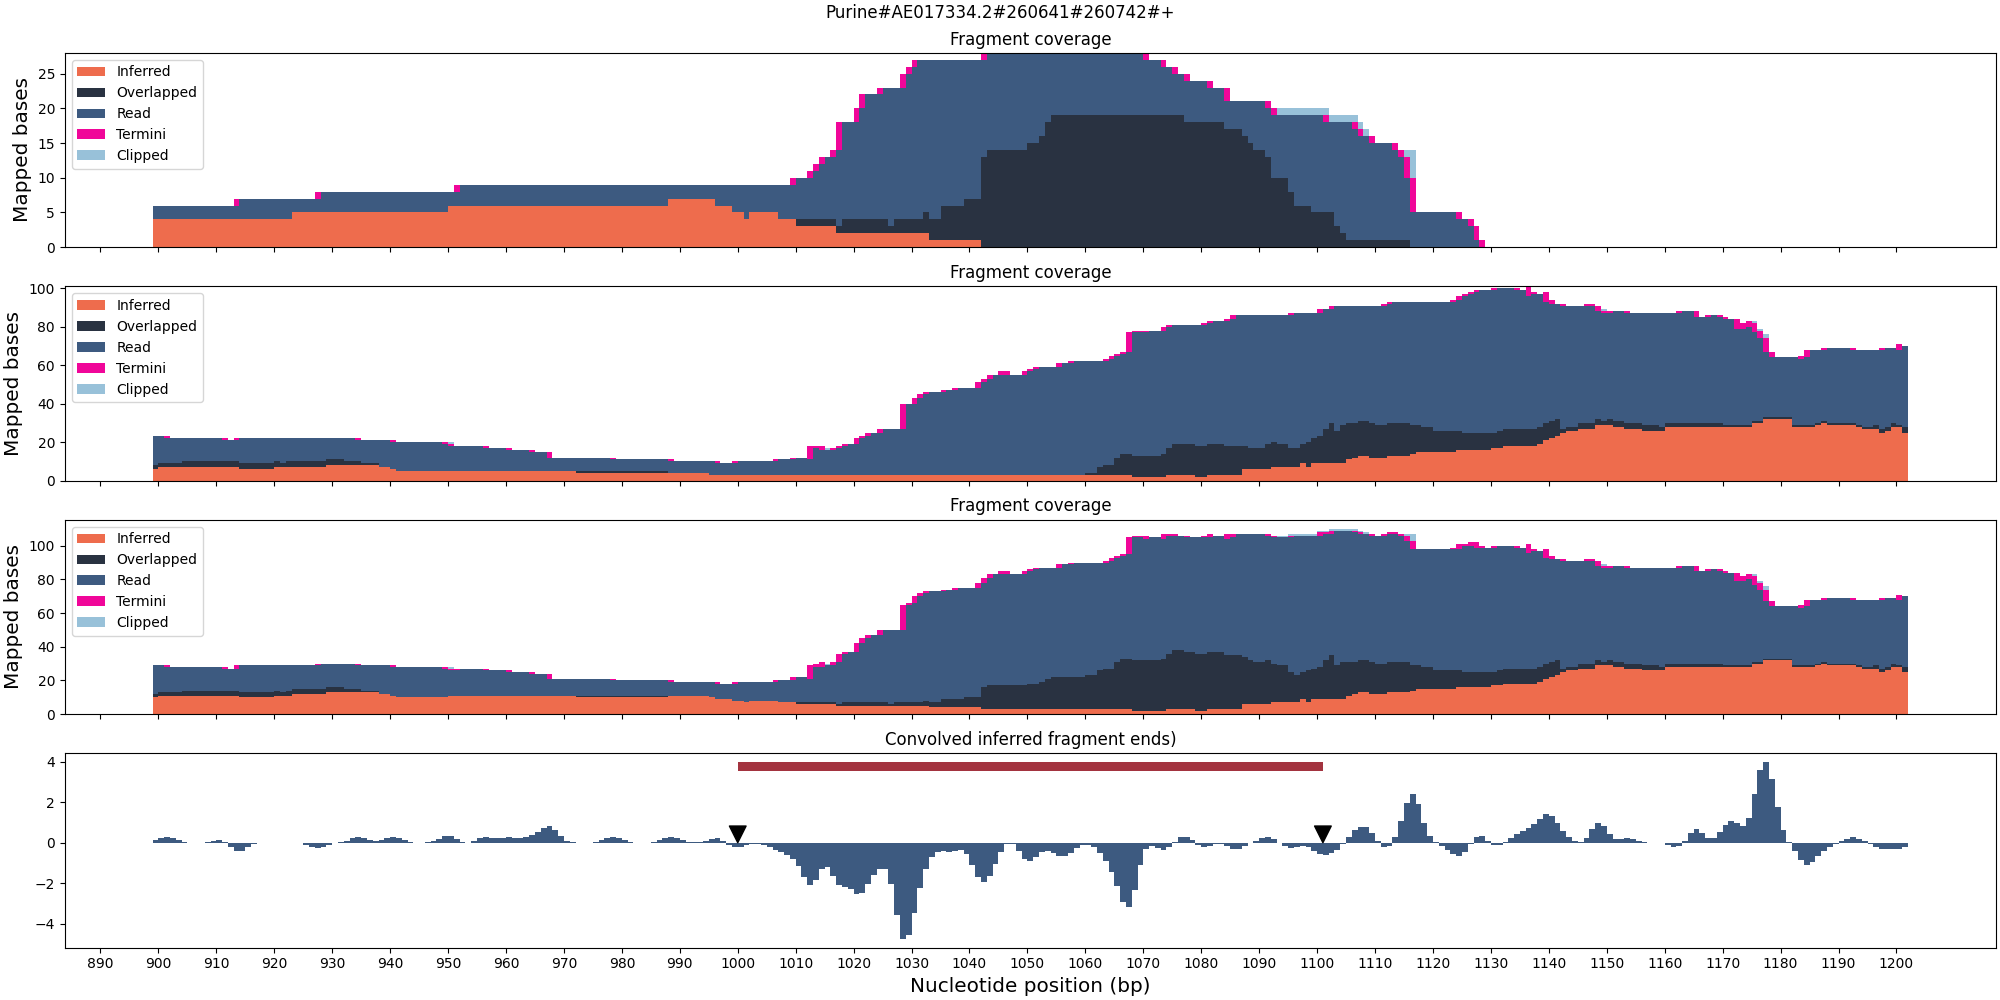 Purine#AE017334.2#260641#260742#+
Fragment coverage
Mapped bases
25
20
15
10
5
0
Inferred
Overlapped
Read
Termini
Clipped
Fragment coverage
Mapped bases
100
80
60
40
20
0
Inferred
Overlapped
Read
Termini
Clipped
Fragment coverage
Mapped bases
100
80
60
40
20
0
Inferred
Overlapped
Read
Termini
Clipped
Convolved inferred fragment ends)
4
2
0
−2
−4
890 900 910 920 930 940 950 960 970 980 990 1000 1010 1020 1030 1040 1050 1060 1070 1080 1090 1100 1110 1120 1130 1140 1150 1160 1170 1180 1190 1200
Nucleotide position (bp)